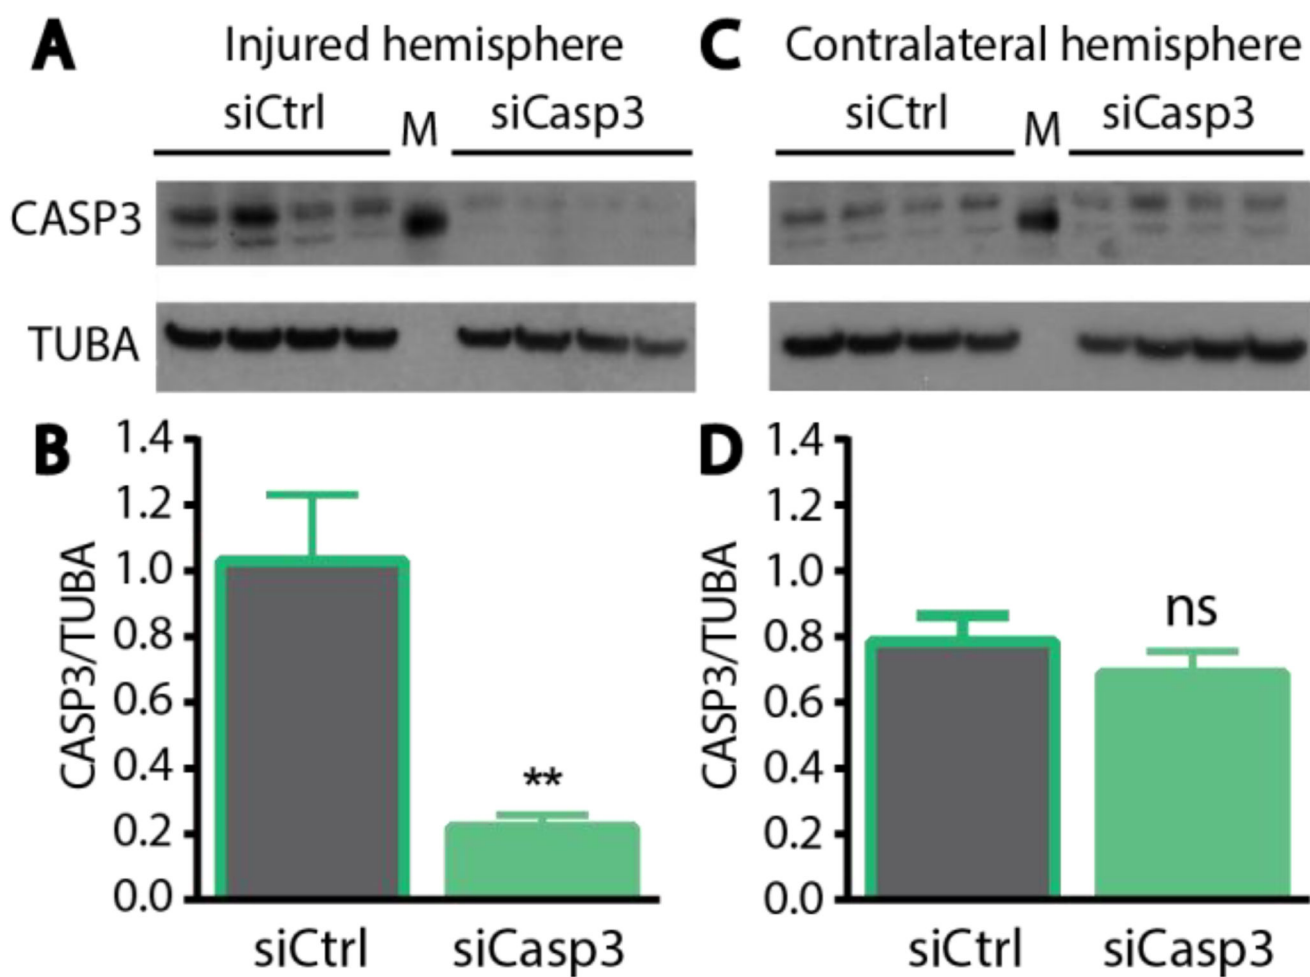 A Injured hemisphere C Contralateral hemisphere
siCtrl M siCasp3 siCtrl M siCasp3
CASP3
TUBA
B D
1.4
1.2
1.0
0.8
0.6
0.4
0.2
0.0
CASP3/TUBA
**
siCtrl siCasp3
1.4
1.2
1.0
0.8
0.6
0.4
0.2
0.0
CASP3/TUBA
ns
siCtrl siCasp3